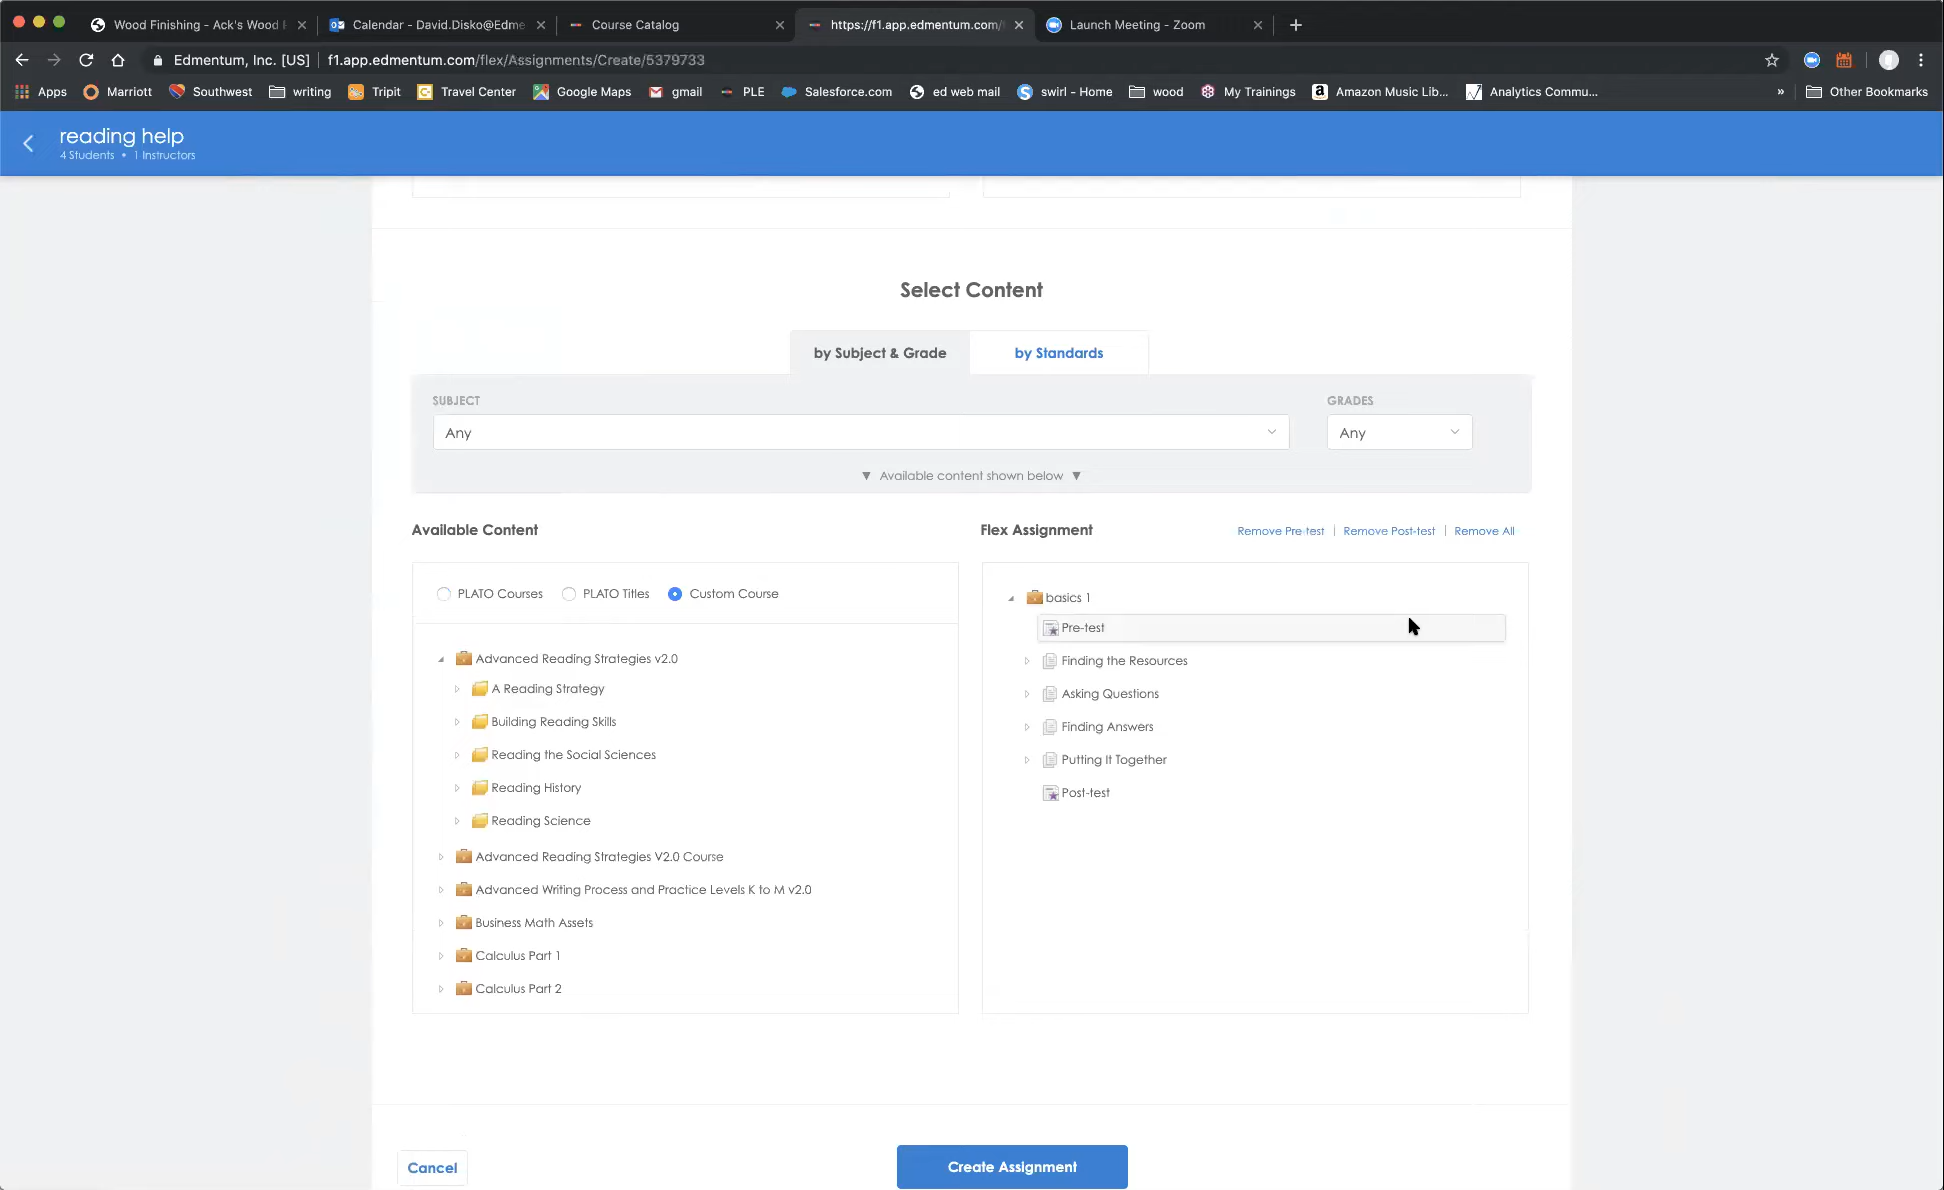 Wood Finishing - Ack's Wood
Calendar - David.Disko@Edme
Course Catalog
https://f1.app.edmentum.com/
Launch Meeting - Zoom
Edmentum, Inc. [US] | f1.app.edmentum.com/flex/Assignments/Create/5379733
Apps Marriott Southwest writing Tripit Travel Center Google Maps gmail PLE Salesforce.com ed web mail swirl - Home wood My Trainings Amazon Music Lib... Analytics Commu... » Other Bookmarks
reading help
4 Students • 1 Instructors
Select Content
by Subject & Grade by Standards
SUBJECT GRADES
Any Any
▼ Available content shown below ▼
Available Content
Flex Assignment Remove Pre-test | Remove Post-test | Remove All
PLATO Courses PLATO Titles Custom Course
Advanced Reading Strategies v2.0
A Reading Strategy
Building Reading Skills
Reading the Social Sciences
Reading History
Reading Science
Advanced Reading Strategies V2.0 Course
Advanced Writing Process and Practice Levels K to M v2.0
Business Math Assets
Calculus Part 1
Calculus Part 2
basics 1
Pre-test
Finding the Resources
Asking Questions
Finding Answers
Putting It Together
Post-test
Cancel Create Assignment